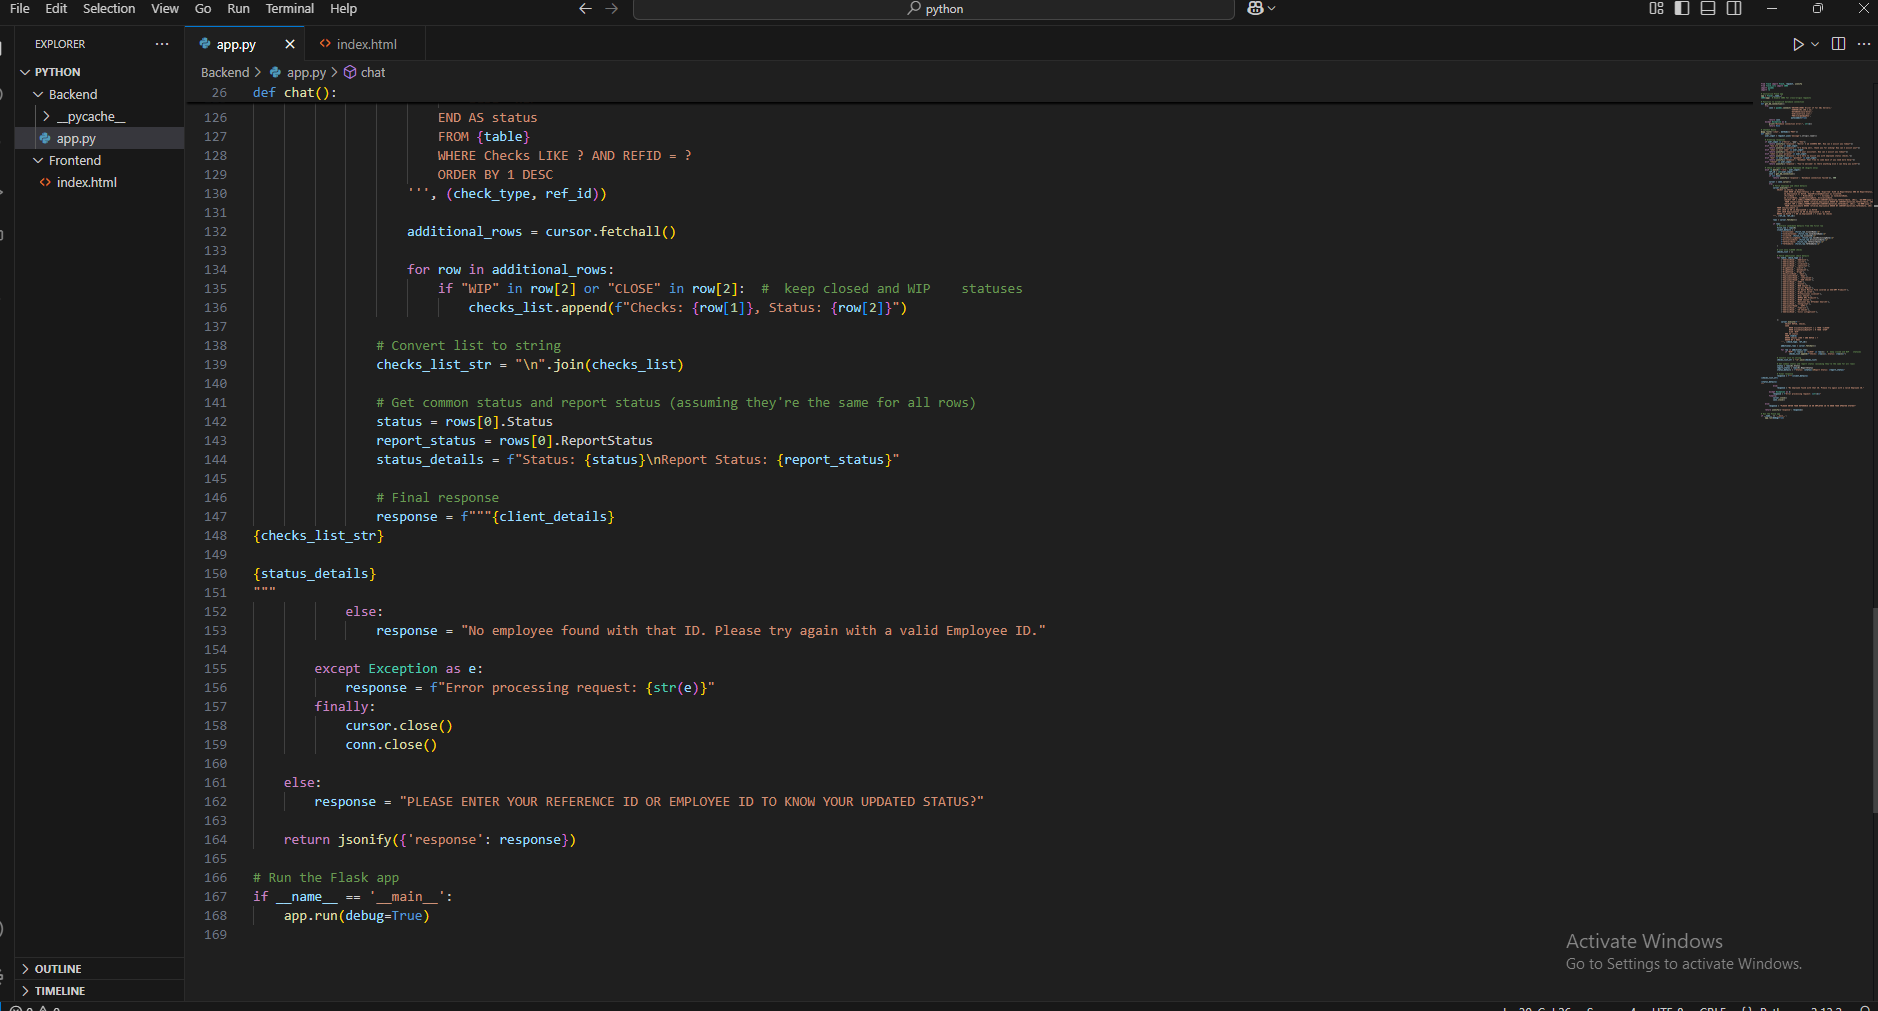 File Edit Selection View Go Run Terminal Help
python
EXPLORER
app.py
index.html
PYTHON
Backend
__pycache__
app.py
Frontend
index.html
Backend > app.py > chat
26 def chat():
126 END AS status
127 FROM {table}
128 WHERE Checks LIKE ? AND REFID = ?
129 ORDER BY 1 DESC
130 ''', (check_type, ref_id))
131
132 additional_rows = cursor.fetchall()
133
134 for row in additional_rows:
135 if "WIP" in row[2] or "CLOSE" in row[2]: # keep closed and WIP statuses
136 checks_list.append(f"Checks: {row[1]}, Status: {row[2]}")
137
138 # Convert list to string
139 checks_list_str = "\n".join(checks_list)
140
141 # Get common status and report status (assuming they're the same for all rows)
142 status = rows[0].Status
143 report_status = rows[0].ReportStatus
144 status_details = f"Status: {status}\nReport Status: {report_status}"
145
146 # Final response
147 response = f"""{client_details}
148 {checks_list_str}
149
150 {status_details}
151 """
152 else:
153 response = "No employee found with that ID. Please try again with a valid Employee ID."
154
155 except Exception as e:
156 response = f"Error processing request: {str(e)}"
157 finally:
158 cursor.close()
159 conn.close()
160
161 else:
162 response = "PLEASE ENTER YOUR REFERENCE ID OR EMPLOYEE ID TO KNOW YOUR UPDATED STATUS?"
163
164 return jsonify({'response': response})
165
166 # Run the Flask app
167 if __name__ == '__main__':
168 app.run(debug=True)
169
Activate Windows
Go to Settings to activate Windows.
OUTLINE
TIMELINE